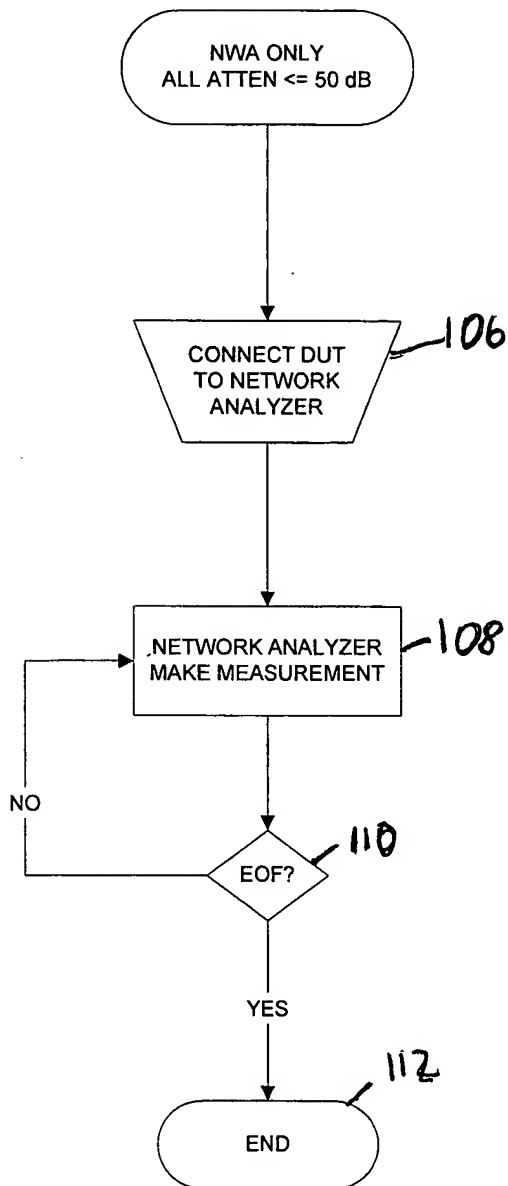 NWA ONLY
ALL ATTEN <= 50 dB
106
CONNECT DUT
TO NETWORK
ANALYZER
108
NETWORK ANALYZER
MAKE MEASUREMENT
NO
110
EOF?
YES
112
END